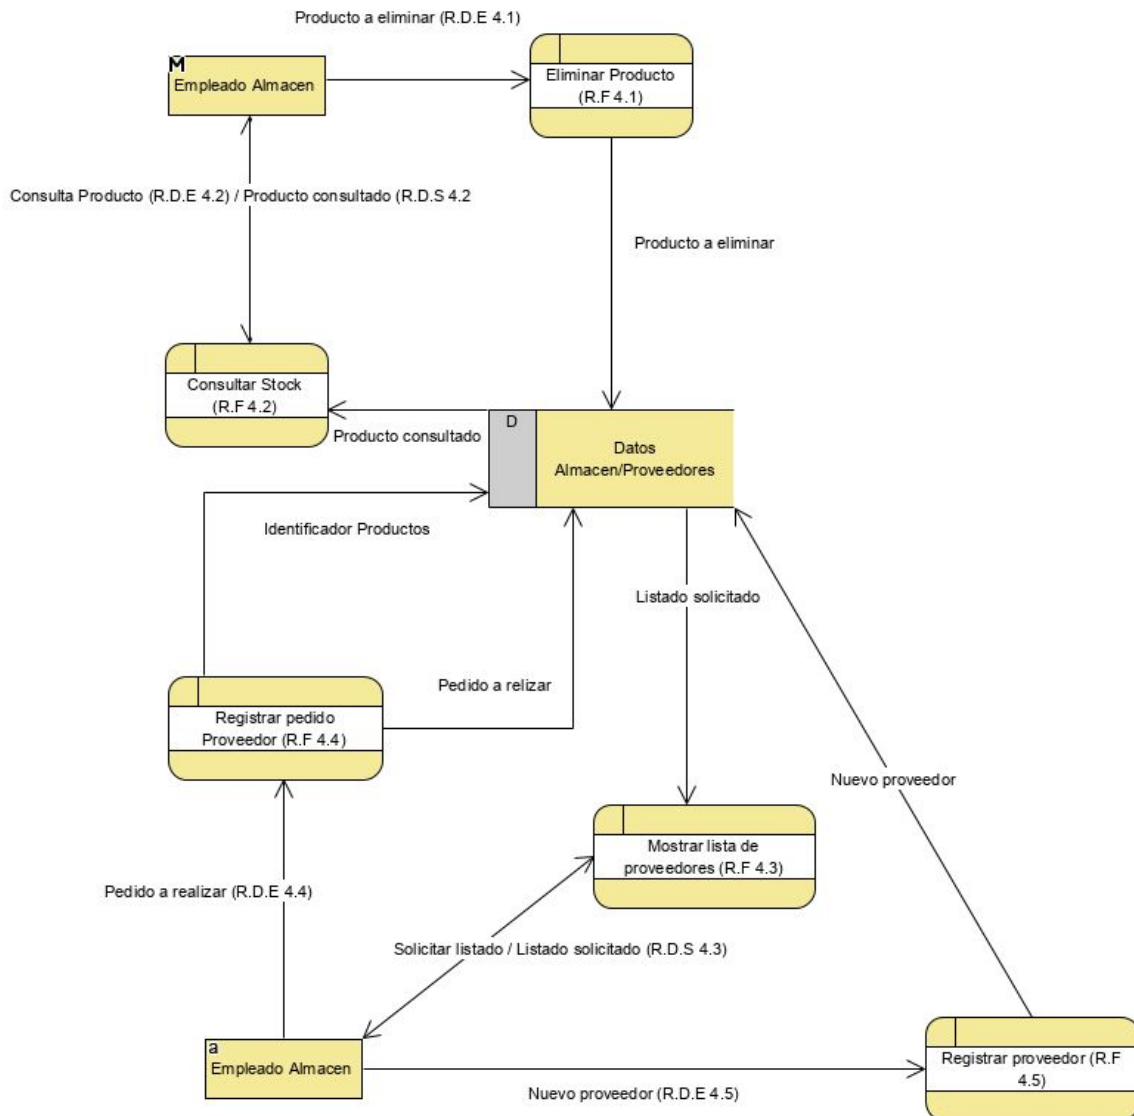 Producto a eliminar (R.D.E 4.1)
M
Empleado Almacen
Eliminar Producto
(R.F 4.1)
Consulta Producto (R.D.E 4.2) / Producto consultado (R.D.S 4.2
Producto a eliminar
Consultar Stock
(R.F 4.2)
Producto consultado
D
Datos
Almacen/Proveedores
Identificador Productos
Listado solicitado
Pedido a relizar
Registrar pedido
Proveedor (R.F 4.4)
Nuevo proveedor
Mostrar lista de
proveedores (R.F 4.3)
Pedido a realizar (R.D.E 4.4)
Solicitar listado / Listado solicitado (R.D.S 4.3)
a
Empleado Almacen
Registrar proveedor (R.F
4.5)
Nuevo proveedor (R.D.E 4.5)